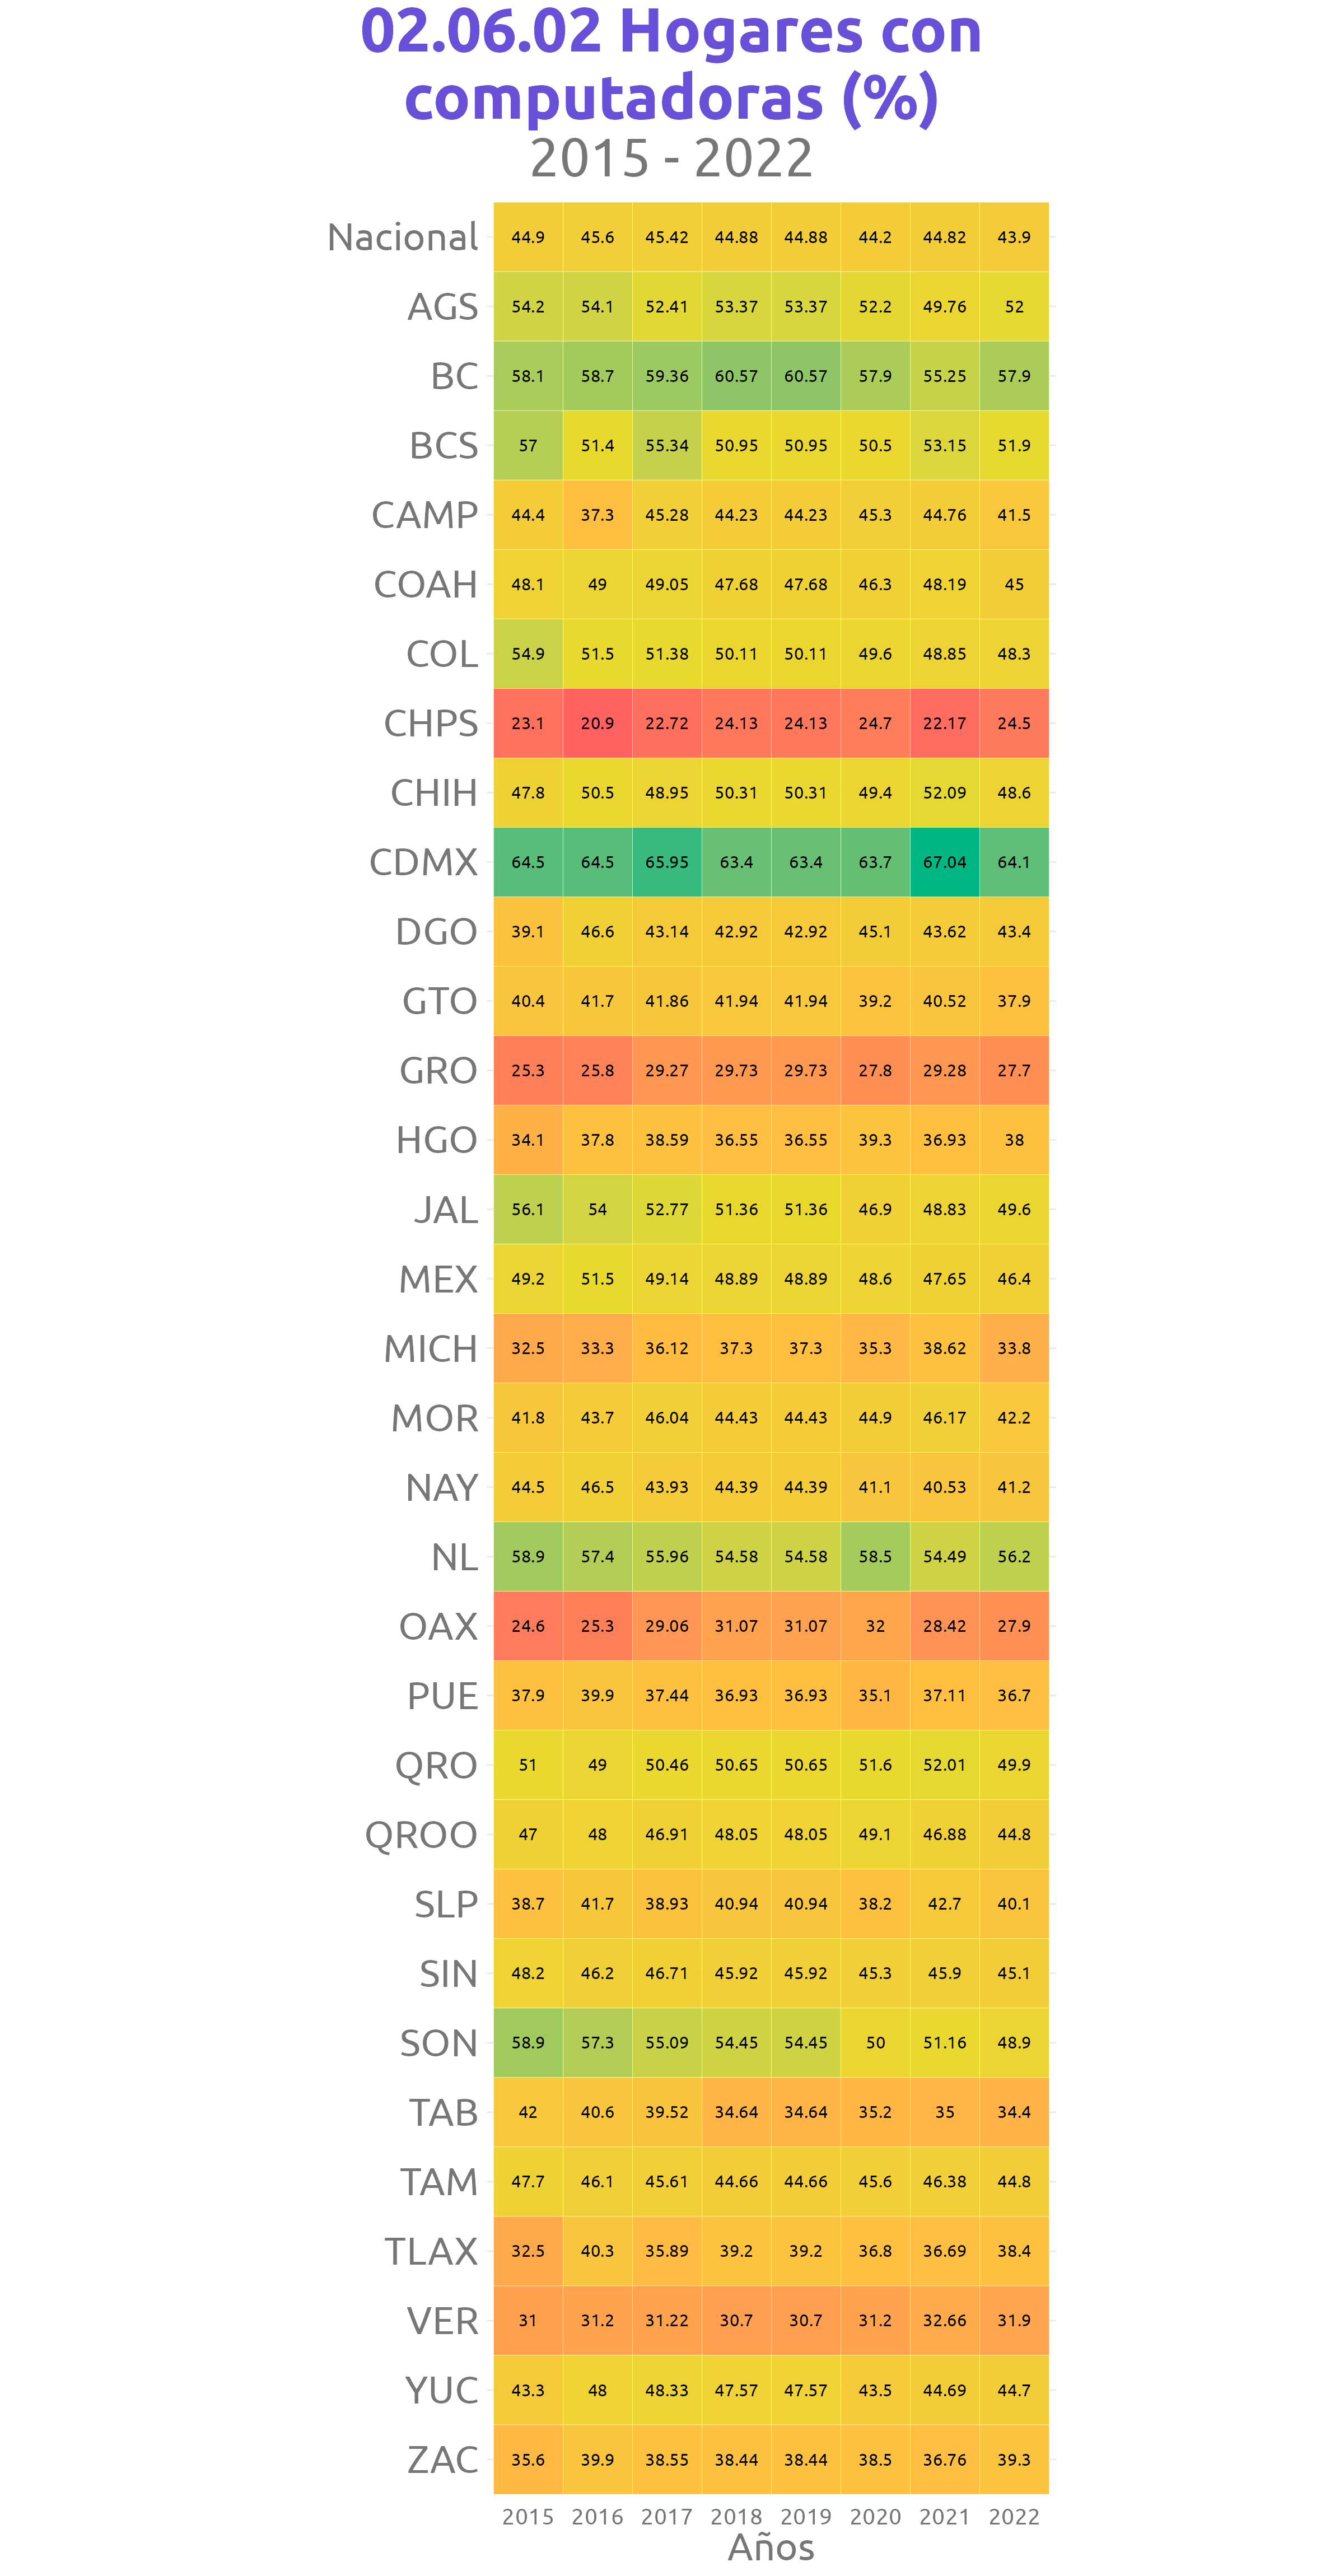 02.06.02 Hogares con
computadoras (%)
2015 - 2022
Nacional 44.9 45.6 45.42 44.88 44.88 44.2 44.82 43.9
AGS 54.2 54.1 52.41 53.37 53.37 52.2 49.76 52
BC 58.1 58.7 59.36 60.57 60.57 57.9 55.25 57.9
BCS 57 51.4 55.34 50.95 50.95 50.5 53.15 51.9
CAMP 44.4 37.3 45.28 44.23 44.23 45.3 44.76 41.5
COAH 48.1 49 49.05 47.68 47.68 46.3 48.19 45
COL 54.9 51.5 51.38 50.11 50.11 49.6 48.85 48.3
CHPS 23.1 20.9 22.72 24.13 24.13 24.7 22.17 24.5
CHIH 47.8 50.5 48.95 50.31 50.31 49.4 52.09 48.6
CDMX 64.5 64.5 65.95 63.4 63.4 63.7 67.04 64.1
DGO 39.1 46.6 43.14 42.92 42.92 45.1 43.62 43.4
GTO 40.4 41.7 41.86 41.94 41.94 39.2 40.52 37.9
GRO 25.3 25.8 29.27 29.73 29.73 27.8 29.28 27.7
HGO 34.1 37.8 38.59 36.55 36.55 39.3 36.93 38
JAL 56.1 54 52.77 51.36 51.36 46.9 48.83 49.6
MEX 49.2 51.5 49.14 48.89 48.89 48.6 47.65 46.4
MICH 32.5 33.3 36.12 37.3 37.3 35.3 38.62 33.8
MOR 41.8 43.7 46.04 44.43 44.43 44.9 46.17 42.2
NAY 44.5 46.5 43.93 44.39 44.39 41.1 40.53 41.2
NL 58.9 57.4 55.96 54.58 54.58 58.5 54.49 56.2
OAX 24.6 25.3 29.06 31.07 31.07 32 28.42 27.9
PUE 37.9 39.9 37.44 36.93 36.93 35.1 37.11 36.7
QRO 51 49 50.46 50.65 50.65 51.6 52.01 49.9
QROO 47 48 46.91 48.05 48.05 49.1 46.88 44.8
SLP 38.7 41.7 38.93 40.94 40.94 38.2 42.7 40.1
SIN 48.2 46.2 46.71 45.92 45.92 45.3 45.9 45.1
SON 58.9 57.3 55.09 54.45 54.45 50 51.16 48.9
TAB 42 40.6 39.52 34.64 34.64 35.2 35 34.4
TAM 47.7 46.1 45.61 44.66 44.66 45.6 46.38 44.8
TLAX 32.5 40.3 35.89 39.2 39.2 36.8 36.69 38.4
VER 31 31.2 31.22 30.7 30.7 31.2 32.66 31.9
YUC 43.3 48 48.33 47.57 47.57 43.5 44.69 44.7
ZAC 35.6 39.9 38.55 38.44 38.44 38.5 36.76 39.3
2015 2016 2017 2018 2019 2020 2021 2022
Años